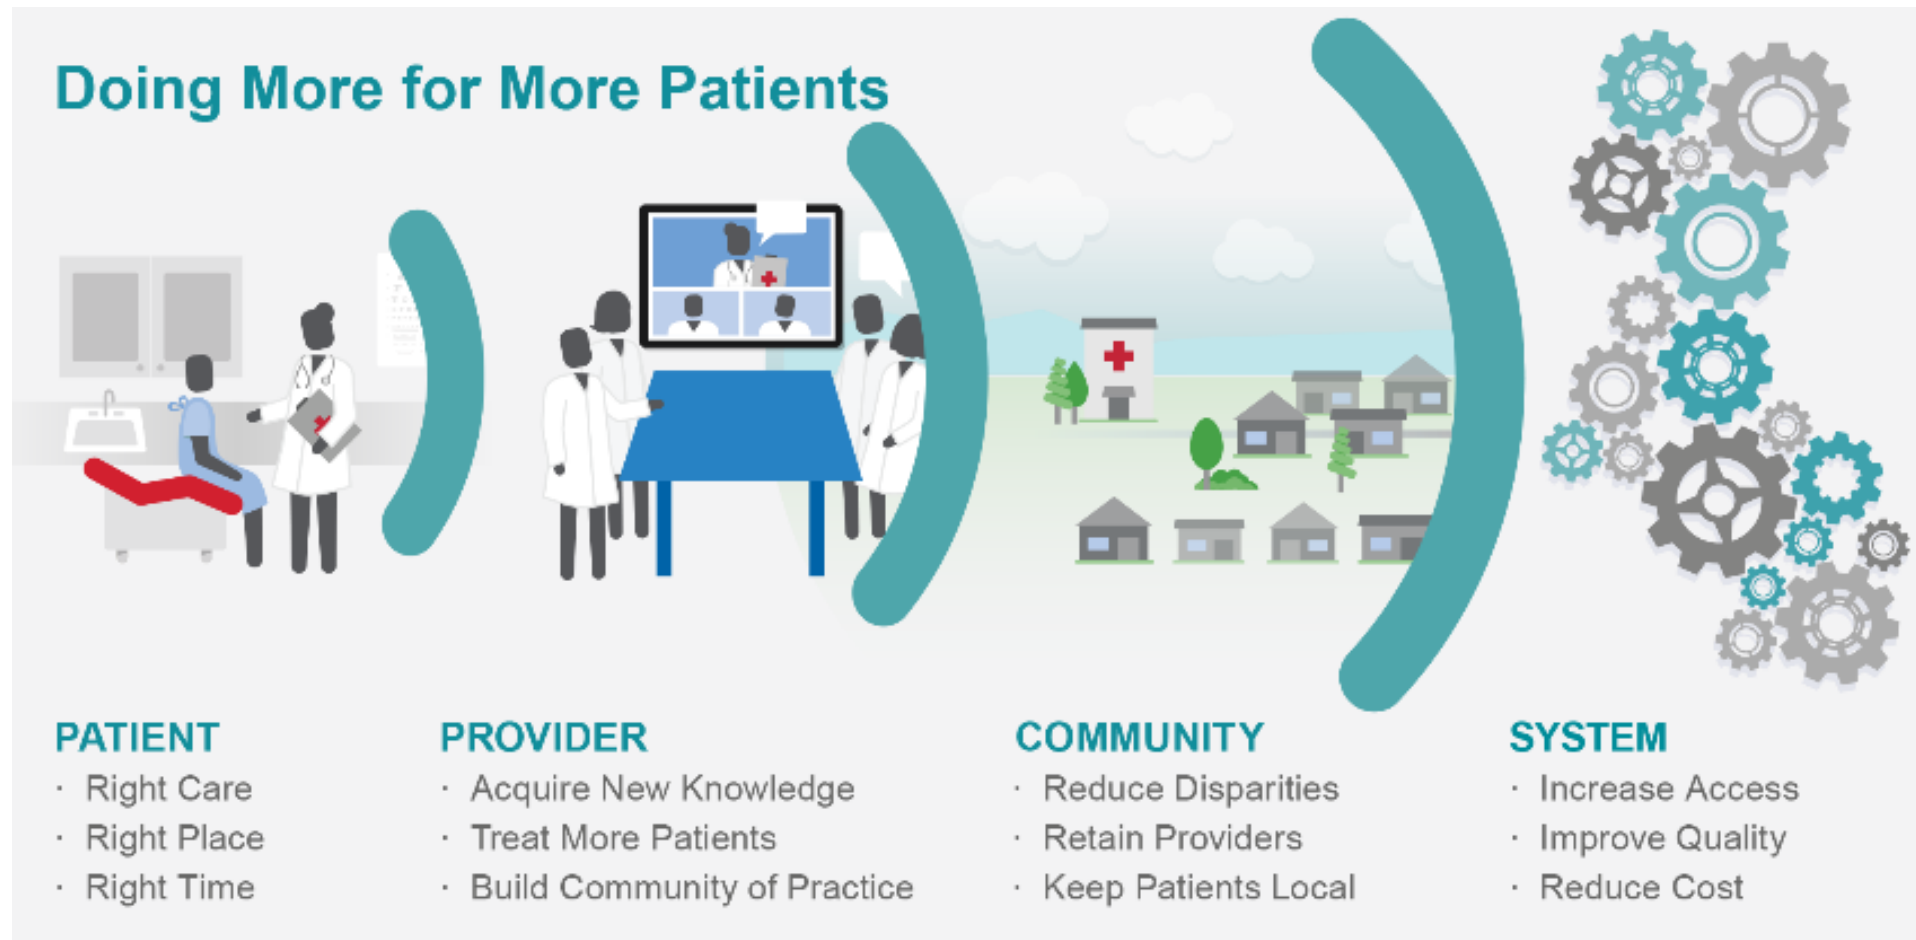 Doing More for More Patients
PATIENT
· Right Care
· Right Place
· Right Time
PROVIDER
· Acquire New Knowledge
· Treat More Patients
· Build Community of Practice
COMMUNITY
· Reduce Disparities
· Retain Providers
· Keep Patients Local
SYSTEM
· Increase Access
· Improve Quality
· Reduce Cost